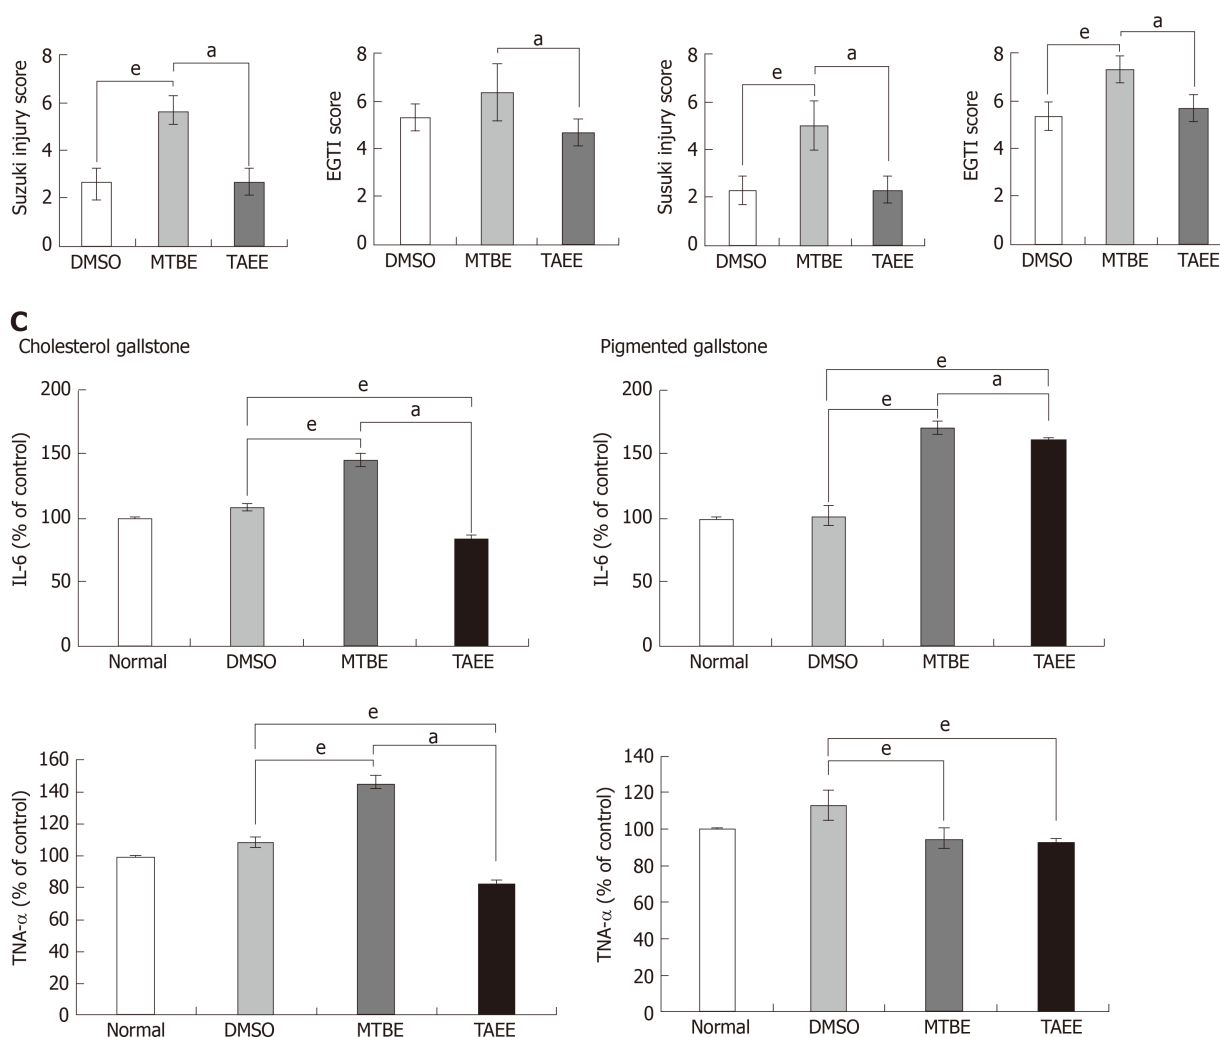 e
a
8
6
4
2
0
Suzuki injury score
DMSO MTBE TAEE
a
8
6
4
2
0
EGTI score
DMSO MTBE TAEE
e
a
8
6
4
2
0
Susuki injury score
DMSO MTBE TAEE
e
a
8
6
4
2
0
EGTI score
DMSO MTBE TAEE
C
Cholesterol gallstone
e
e
a
200
150
100
50
0
IL-6 (% of control)
Normal DMSO MTBE TAEE
Pigmented gallstone
e
e
a
200
150
100
50
0
IL-6 (% of control)
Normal DMSO MTBE TAEE
e
e
a
160
140
120
100
80
60
40
20
0
TNA-α (% of control)
Normal DMSO MTBE TAEE
e
e
140
120
100
80
60
40
20
0
TNA-α (% of control)
Normal DMSO MTBE TAEE